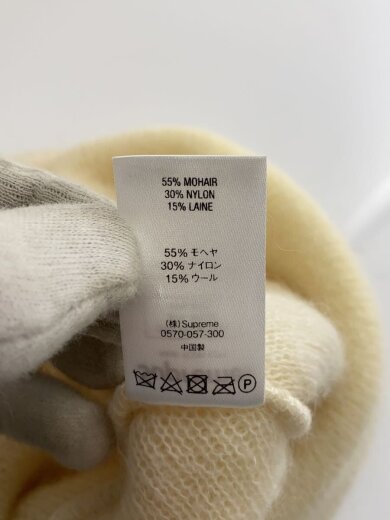 55% MOHAIR
30% NYLON
15% LAINE
55% モヘヤ
30% ナイロン
15% ウール
(株) Supreme
0570-057-300
中国製
P